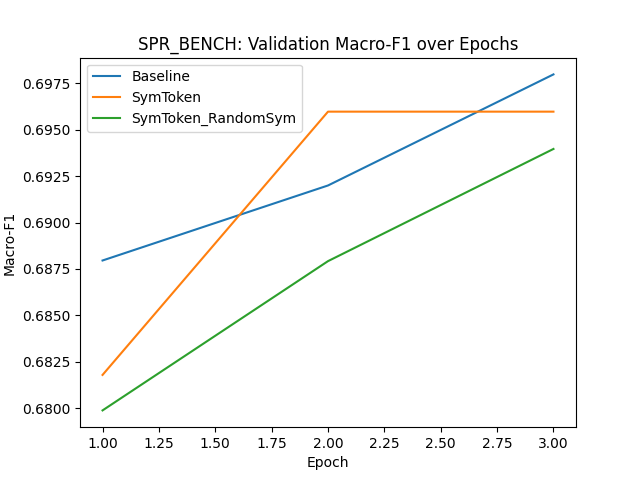 SPR_BENCH: Validation Macro-F1 over Epochs
Baseline
SymToken
SymToken_RandomSym
Macro-F1
0.6975
0.6950
0.6925
0.6900
0.6875
0.6850
0.6825
0.6800
1.00 1.25 1.50 1.75 2.00 2.25 2.50 2.75 3.00
Epoch